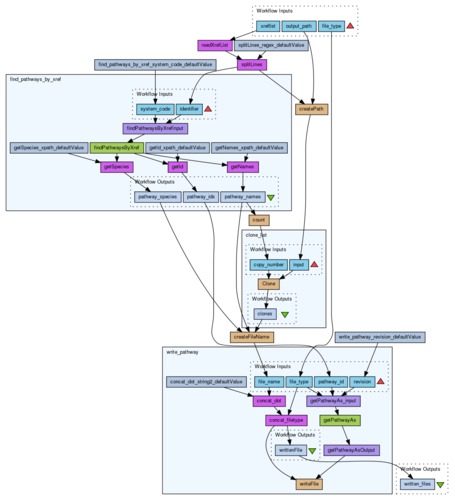 Workflow Inputs
xreflist
output_path
file_type
readXrefList
splitLines_regex_defaultValue
find_pathways_by_xref_system_code_defaultValue
splitLines
find_pathways_by_xref
Workflow Inputs
system_code
identifier
createPath
findPathwaysByXrefInput
getSpecies_xpath_defaultValue
findPathwaysByXref
getId_xpath_defaultValue
getNames_xpath_defaultValue
getSpecies
getId
getNames
Workflow Outputs
pathway_species
pathway_ids
pathway_names
count
clone_list
Workflow Inputs
copy_number
input
Clone
Workflow Outputs
clones
createFileName
write_pathway_revision_defaultValue
write_pathway
Workflow Inputs
concat_dot_string2_defaultValue
file_name
file_type
pathway_id
revision
concat_dot
getPathwayAs_input
concat_filetype
getPathwayAs
Workflow Outputs
writtenFile
getPathwayAsOutput
Workflow Outputs
writeFile
written_files